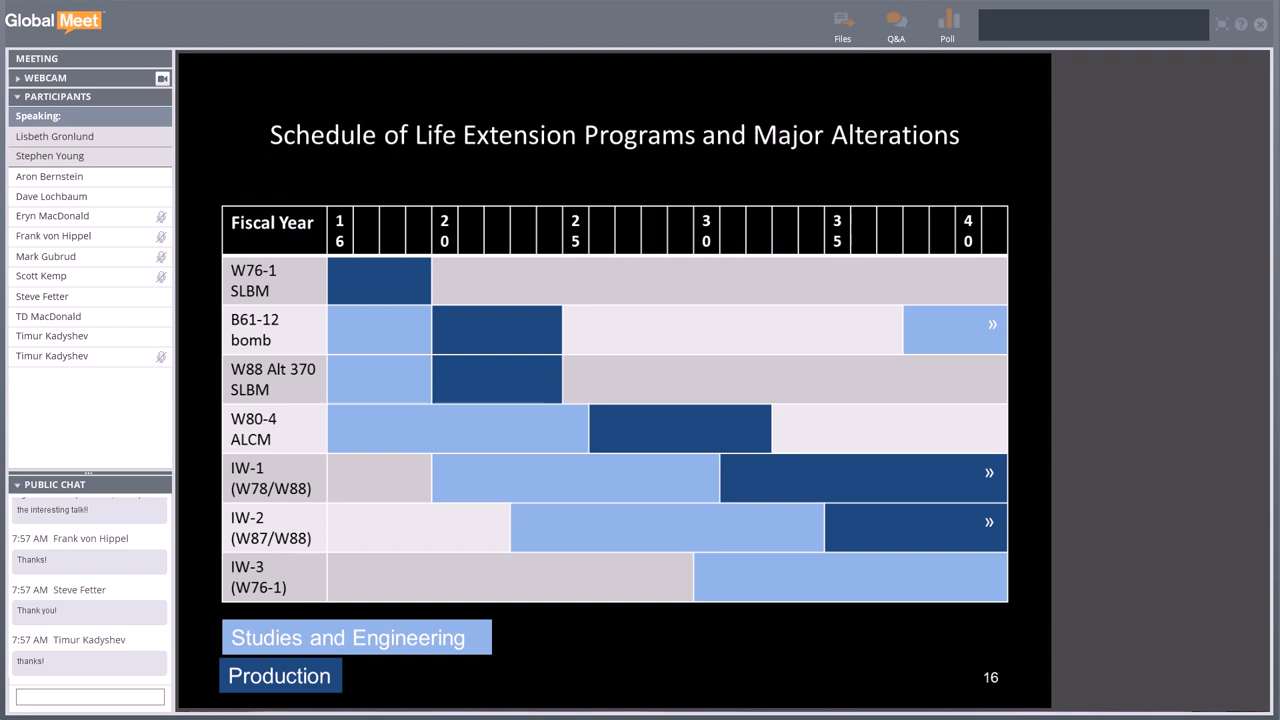 Global Meet
Files
Q&A
Poll
MEETING
WEBCAM
PARTICIPANTS
Speaking:
Lisbeth Gronlund
Stephen Young
Aron Bernstein
Dave Lochbaum
Eryn MacDonald
Frank von Hippel
Mark Gubrud
Scott Kemp
Steve Fetter
TD MacDonald
Timur Kadyshev
Timur Kadyshev
PUBLIC CHAT
the interesting talk!!
7:57 AM Frank von Hippel
Thanks!
7:57 AM Steve Fetter
Thank you!
7:57 AM Timur Kadyshev
thanks!
Schedule of Life Extension Programs and Major Alterations
Fiscal Year 16 20 25 30 35 40
W76-1
SLBM
B61-12
bomb
»
W88 Alt 370
SLBM
W80-4
ALCM
IW-1
(W78/W88)
»
IW-2
(W87/W88)
»
IW-3
(W76-1)
Studies and Engineering
Production
16